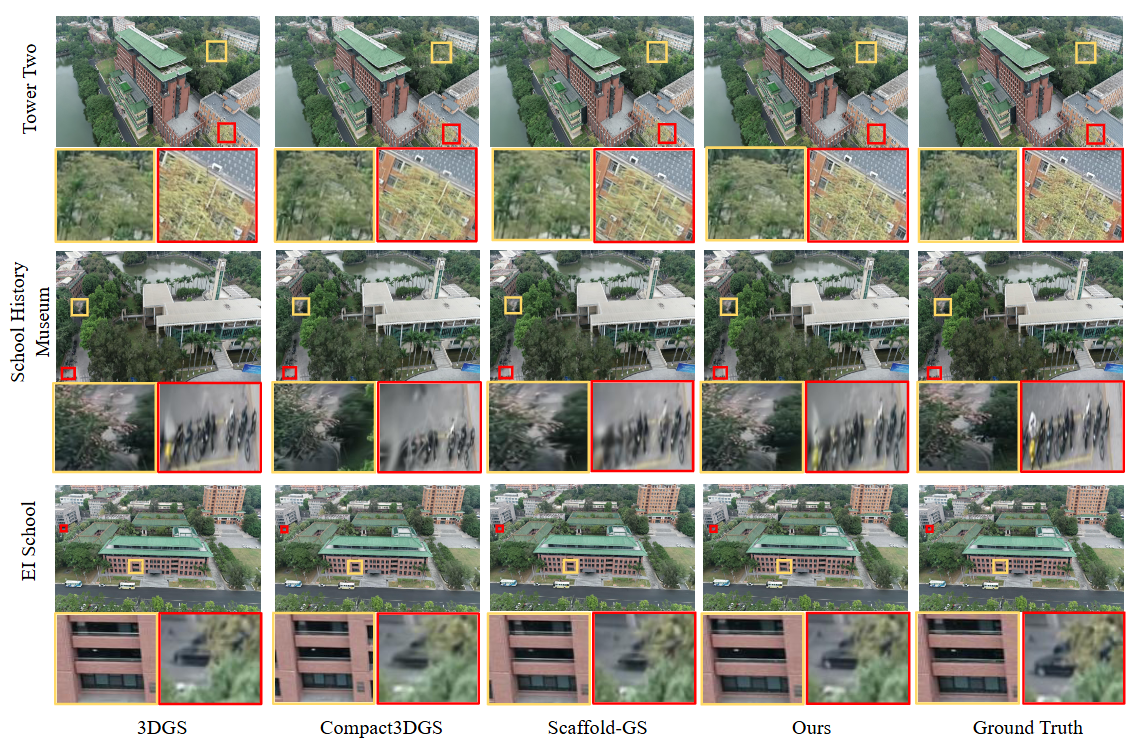 Tower Two
School History
Museum
EI School
3DGS
Compact3DGS
Scaffold-GS
Ours
Ground Truth